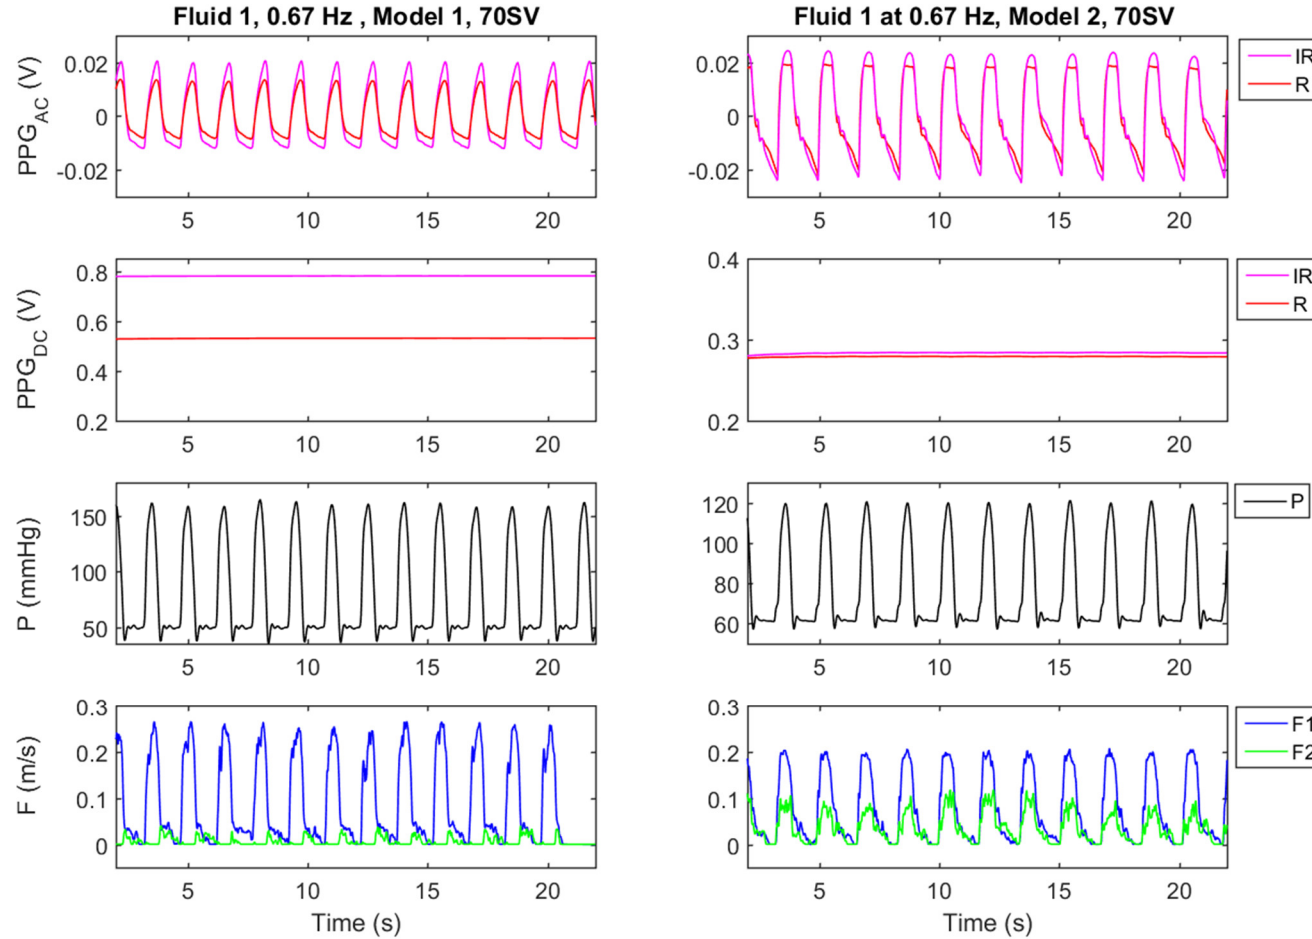 Fluid 1, 0.67 Hz , Model 1, 70SV
PPG_AC (V)
0.02
0
-0.02
5 10 15 20
PPG_DC (V)
0.8
0.6
0.4
0.2
5 10 15 20
P (mmHg)
150
100
50
5 10 15 20
F (m/s)
0.3
0.2
0.1
0
5 10 15 20
Time (s)
Fluid 1 at 0.67 Hz, Model 2, 70SV
0.02
0
-0.02
5 10 15 20
IR
R
0.4
0.3
0.2
5 10 15 20
IR
R
120
100
80
60
5 10 15 20
P
0.3
0.2
0.1
0
5 10 15 20
Time (s)
F1
F2